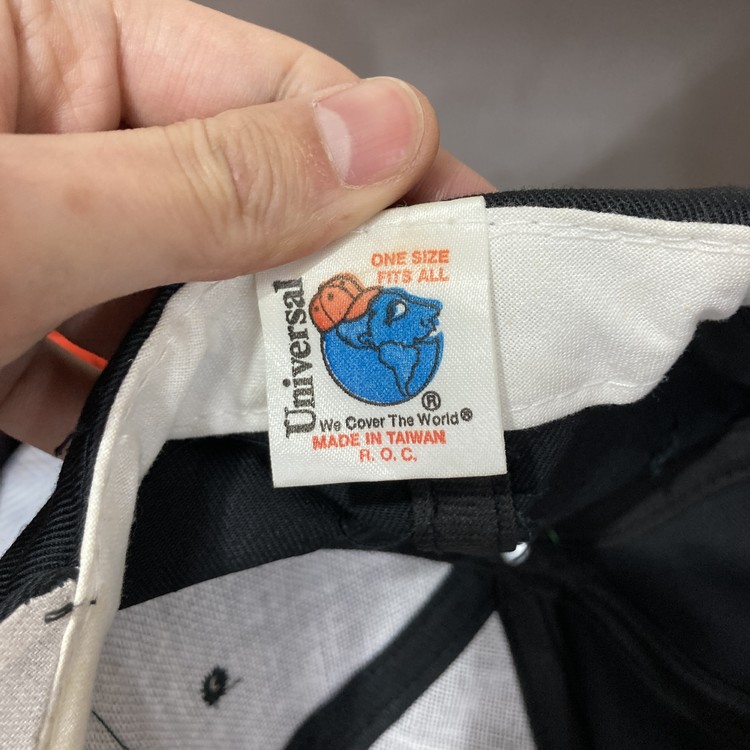 ONE SIZE
FITS ALL
Universal
®
We Cover The World®
MADE IN TAIWAN
R. O. C.